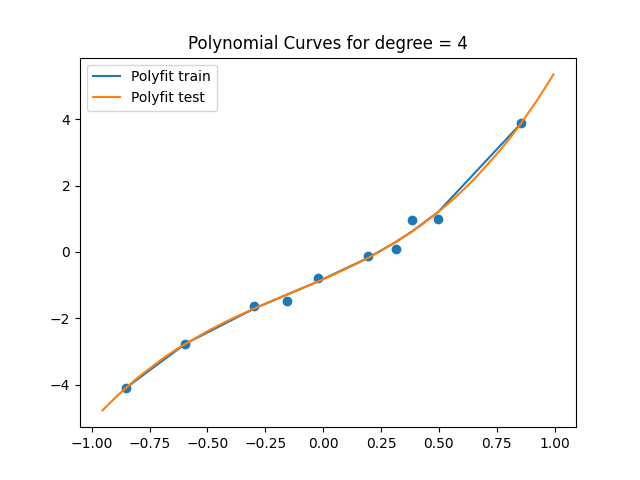 Polynomial Curves for degree = 4
Polyfit train
Polyfit test
4
2
0
−2
−4
−1.00 −0.75 −0.50 −0.25 0.00 0.25 0.50 0.75 1.00